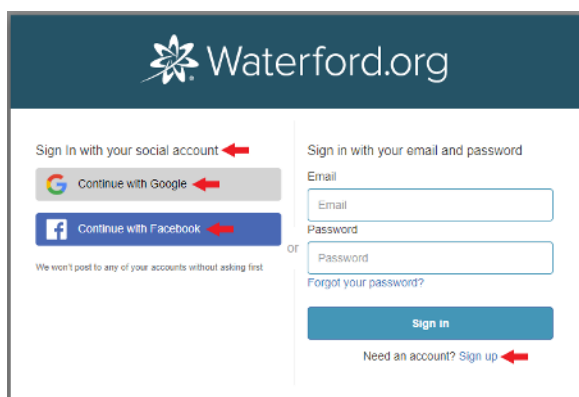 Waterford.org
Sign In with your social account
Continue with Google
Continue with Facebook
We won't post to any of your accounts without asking first
or
Sign in with your email and password
Email
Email
Password
Password
Forgot your password?
Sign in
Need an account? Sign up